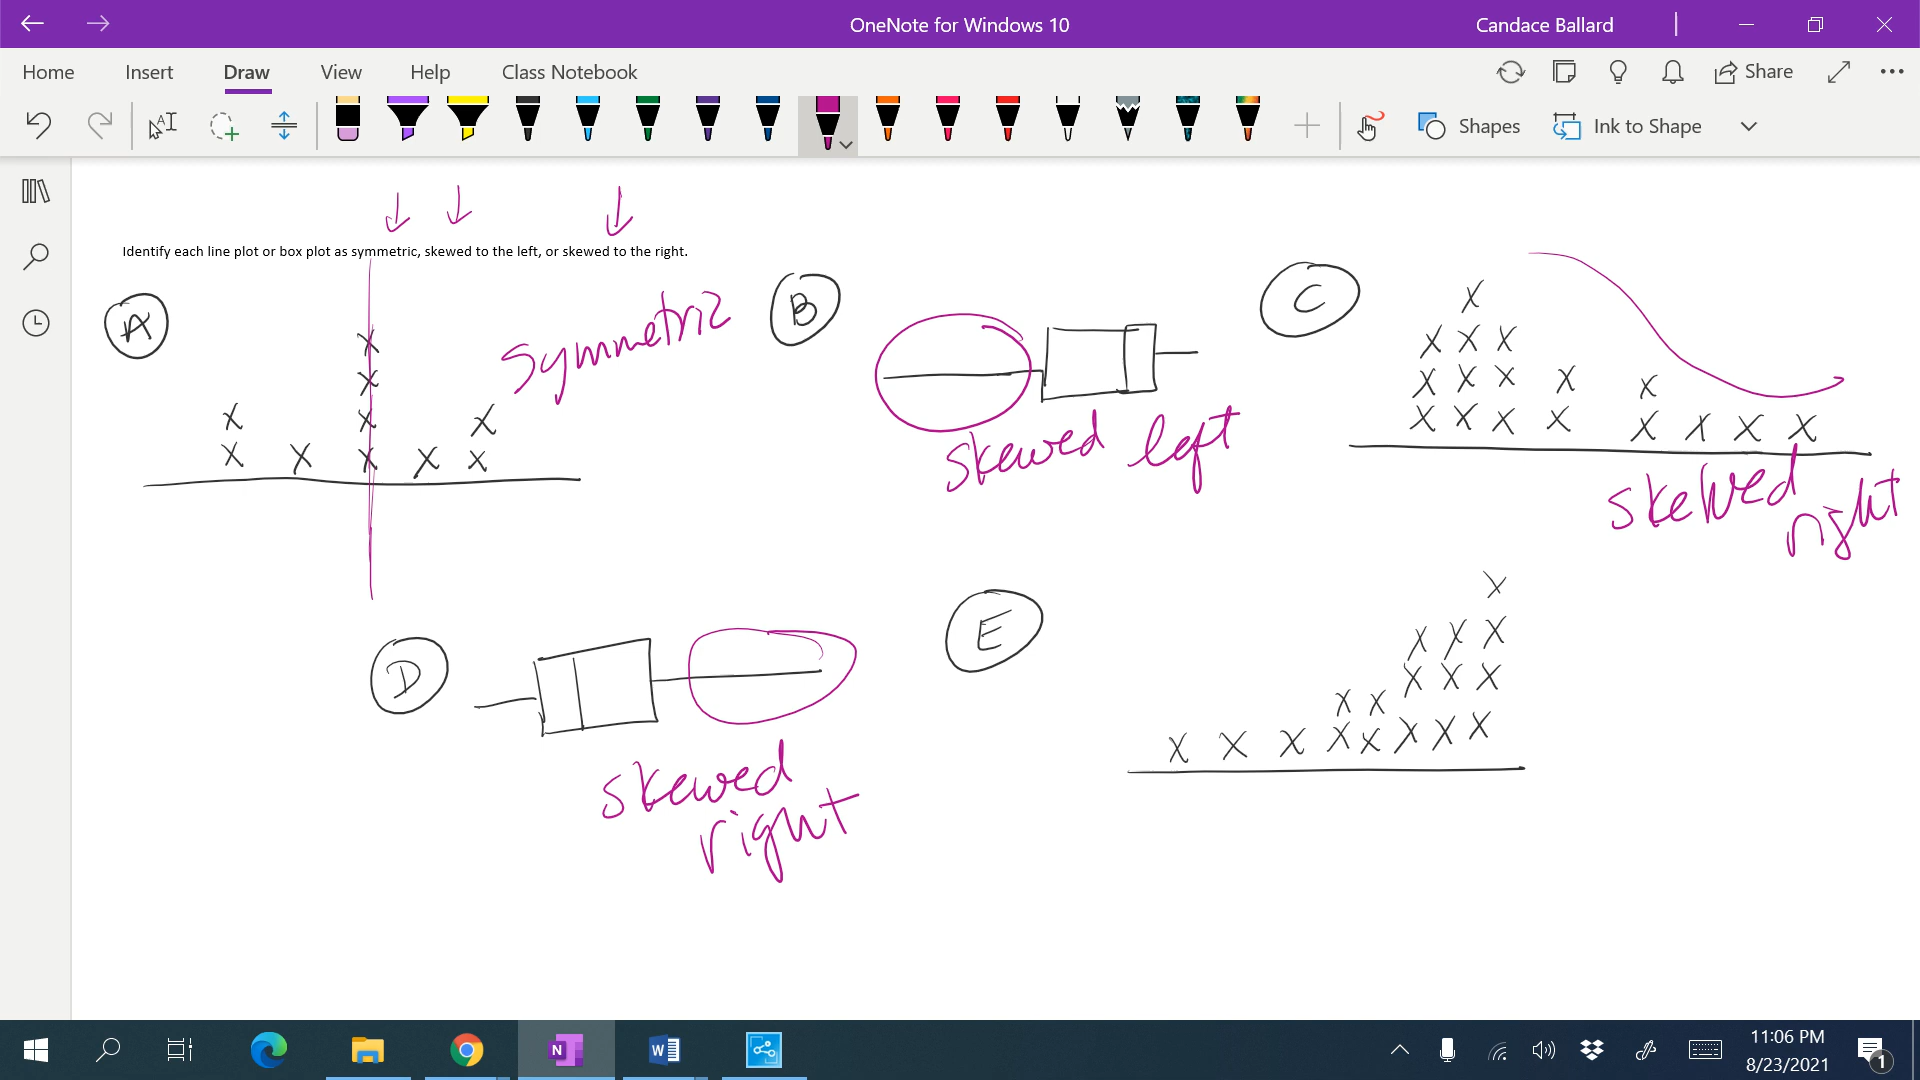 OneNote for Windows 10
Candace Ballard
Home Insert Draw View Help Class Notebook
Share
Shapes
Ink to Shape
Identify each line plot or box plot as symmetric, skewed to the left, or skewed to the right.
A
symmetric
B
skewed left
C
skewed
right
D
skewed
right
E
11:06 PM
8/23/2021
1